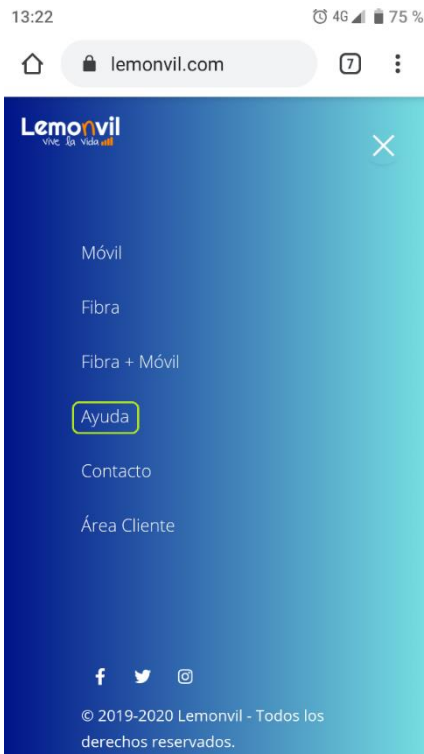 13:22 4G 75 %
lemonvil.com 7
Lemonvil
Vive la Vida
Móvil
Fibra
Fibra + Móvil
Ayuda
Contacto
Área Cliente
© 2019-2020 Lemonvil - Todos los
derechos reservados.